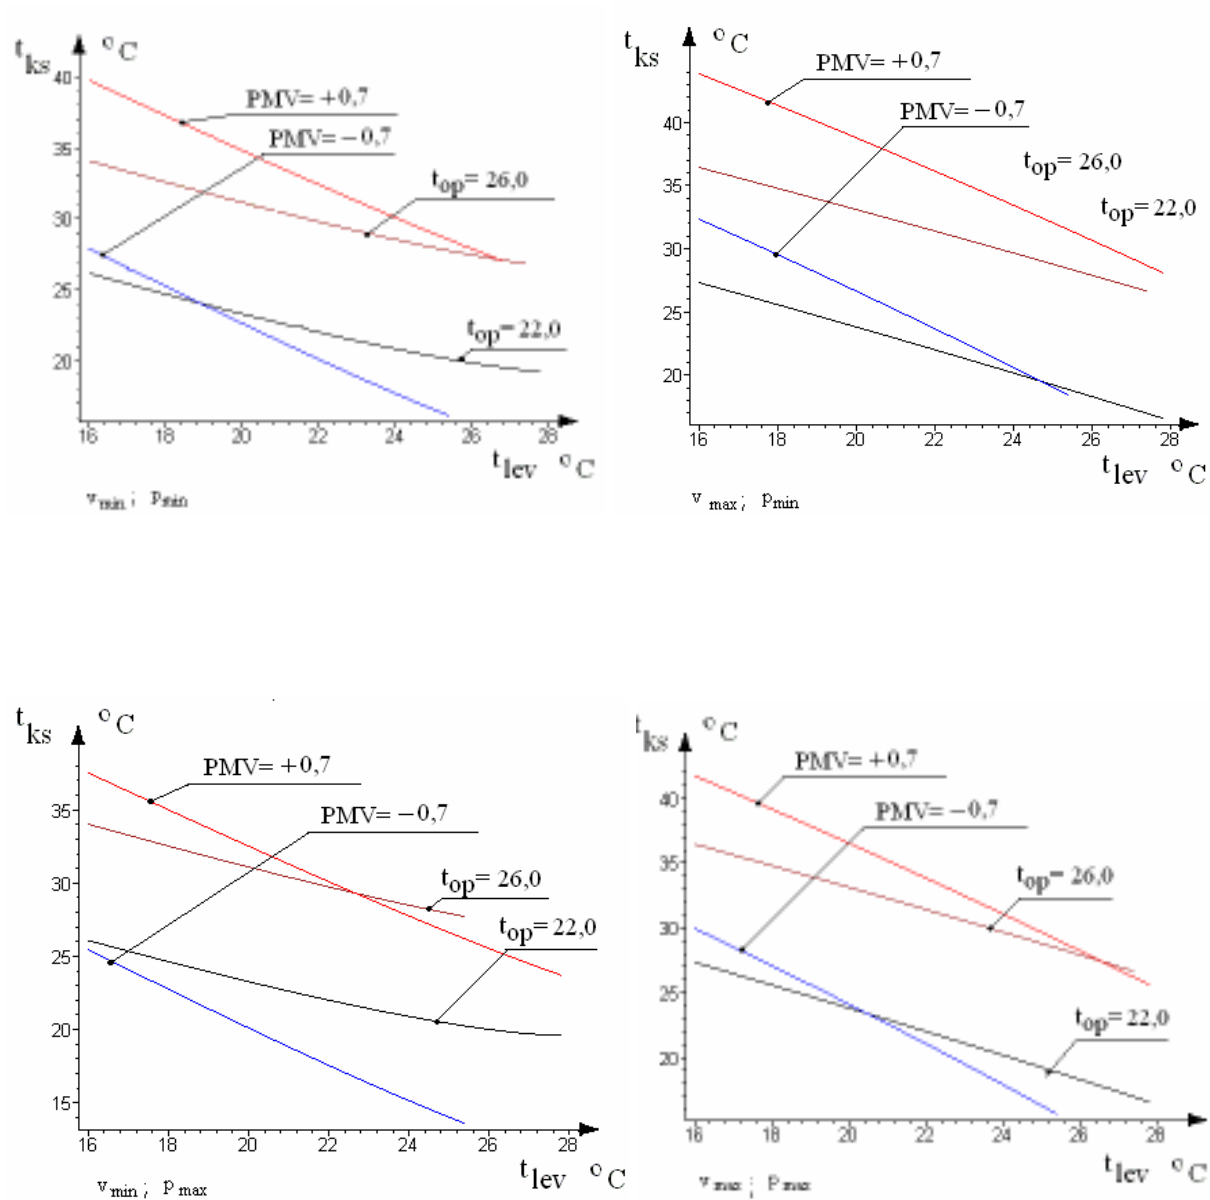 t ks °C
40
35
30
25
20
16 18 20 22 24 26 28
PMV= +0,7
PMV= −0,7
t op= 26,0
t op= 22,0
t lev °C
v min ; p min
t ks °C
40
35
30
25
20
16 18 20 22 24 26 28
PMV= +0,7
PMV= −0,7
t op= 26,0
t op= 22,0
t lev °C
v max ; p min
t ks °C
35
30
25
20
15
16 18 20 22 24 26 28
PMV= +0,7
PMV= −0,7
t op= 26,0
t op= 22,0
t lev °C
v min ; p max
t ks °C
40
35
30
25
20
16 18 20 22 24 26 28
PMV= +0,7
PMV= −0,7
t op= 26,0
t op= 22,0
t lev °C
v max ; p max